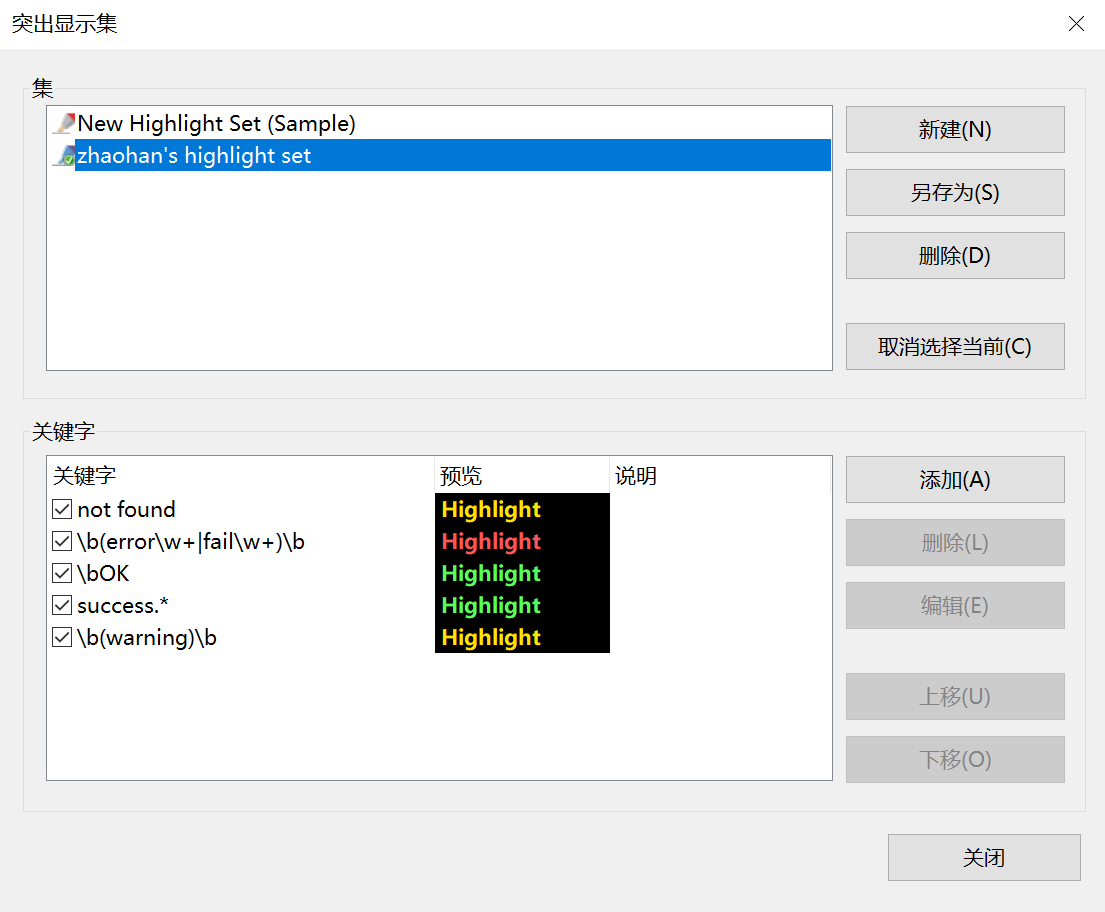 突出显示集
集
New Highlight Set (Sample)
zhaohan's highlight set
新建(N)
另存为(S)
删除(D)
取消选择当前(C)
关键字
关键字 预览 说明
not found Highlight
\b(error\w+|fail\w+)\b Highlight
\bOK Highlight
success.* Highlight
\b(warning)\b Highlight
添加(A)
删除(L)
编辑(E)
上移(U)
下移(O)
关闭